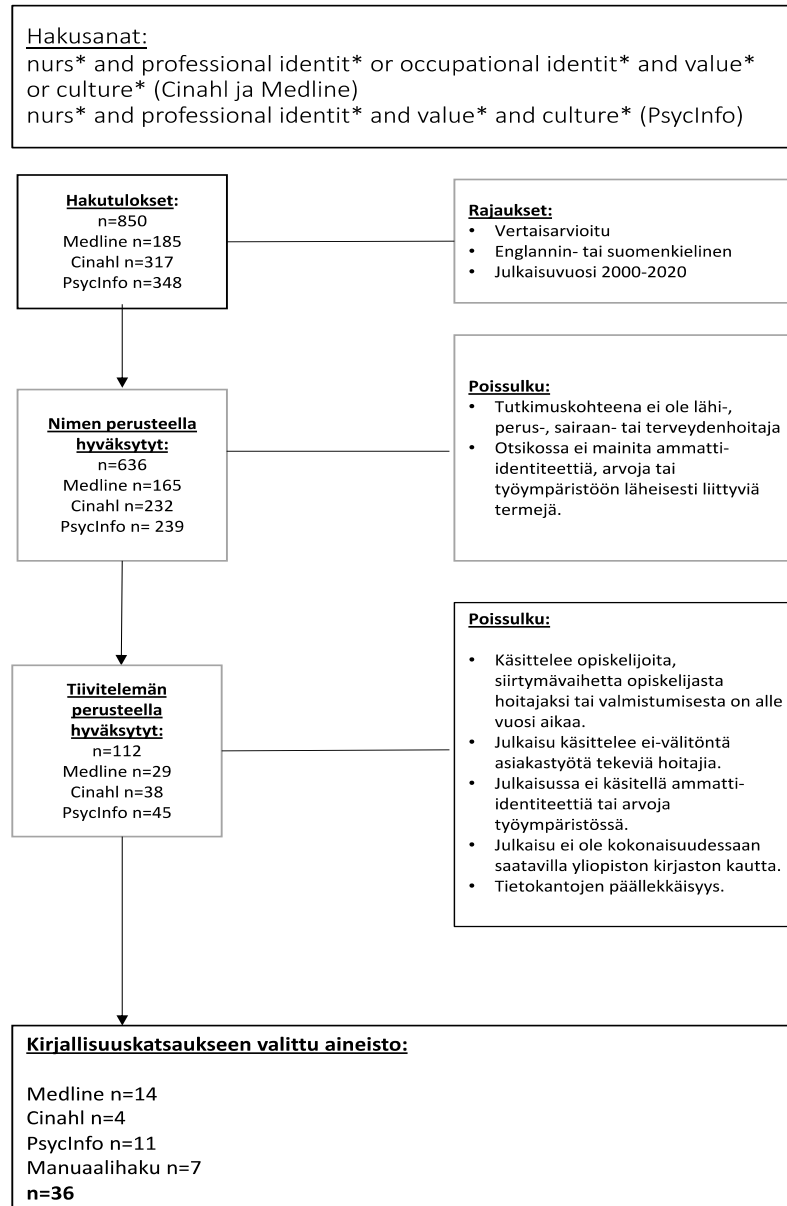 Hakusanat:
nurs* and professional identit* or occupational identit* and value*
or culture* (Cinahl ja Medline)
nurs* and professional identit* and value* and culture* (PsycInfo)
Hakutulokset:
n=850
Medline n=185
Cinahl n=317
PsycInfo n=348
Rajaukset:
• Vertaisarvioitu
• Englannin- tai suomenkielinen
• Julkaisuvuosi 2000-2020
Nimen perusteella
hyväksytyt:
n=636
Medline n=165
Cinahl n=232
PsycInfo n= 239
Poissulku:
• Tutkimuskohteena ei ole lähi-,
perus-, sairaan- tai terveydenhoitaja
• Otsikossa ei mainita ammatti-
identiteettiä, arvoja tai
työympäristöön läheisesti liittyviä
termejä.
Tiivitelemän
perusteella
hyväksytyt:
n=112
Medline n=29
Cinahl n=38
PsycInfo n=45
Poissulku:
• Käsittelee opiskelijoita,
siirtymävaihetta opiskelijasta
hoitajaksi tai valmistumisesta on alle
vuosi aikaa.
• Julkaisu käsittelee ei-välitöntä
asiakastyötä tekeviä hoitajia.
• Julkaisussa ei käsitellä ammatti-
identiteettiä tai arvoja
työympäristössä.
• Julkaisu ei ole kokonaisuudessaan
saatavilla yliopiston kirjaston kautta.
• Tietokantojen päällekkäisyys.
Kirjallisuuskatsaukseen valittu aineisto:
Medline n=14
Cinahl n=4
PsycInfo n=11
Manuaalihaku n=7
n=36